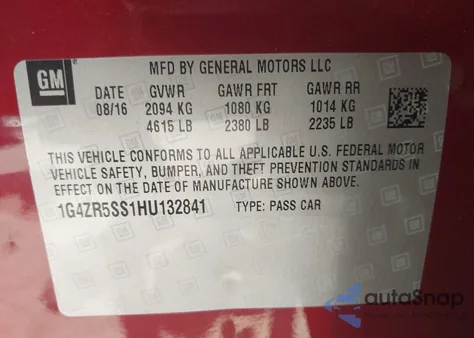 GM
MFD BY GENERAL MOTORS LLC
DATE GVWR GAWR FRT GAWR RR
08/16 2094 KG 1080 KG 1014 KG
4615 LB 2380 LB 2235 LB
THIS VEHICLE CONFORMS TO ALL APPLICABLE U.S. FEDERAL MOTOR
VEHICLE SAFETY, BUMPER, AND THEFT PREVENTION STANDARDS IN
EFFECT ON THE DATE OF MANUFACTURE SHOWN ABOVE.
1G4ZR5SS1HU132841 TYPE: PASS CAR
autoSnap